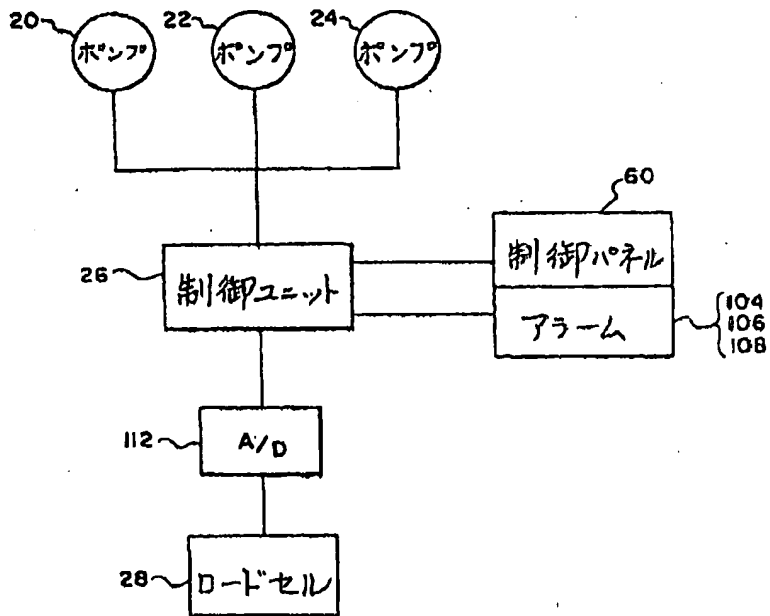 20 ポンプ 22 ポンプ 24 ポンプ
60
26 制御ユニット 制御パネル
アラーム 104
106
108
112 A/D
28 ロードセル